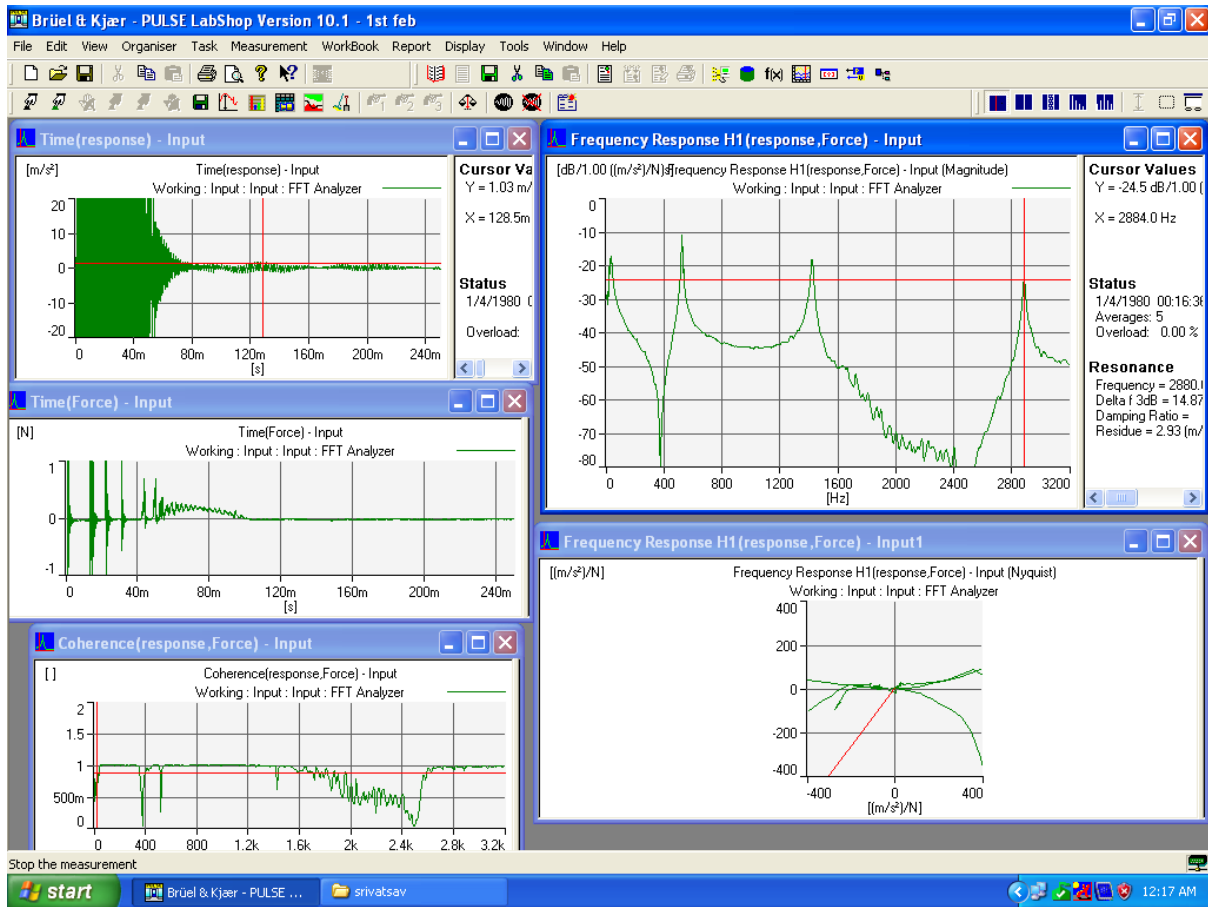 Brüel & Kjær - PULSE LabShop Version 10.1 - 1st feb
File Edit View Organiser Task Measurement WorkBook Report Display Tools Window Help
Time(response) - Input
[m/s²]
Time(response) - Input
Working : Input : Input : FFT Analyzer
20
10
0
-10
-20
0 40m 80m 120m 160m 200m 240m
[s]
Cursor Va
Y = 1.03 m/
X = 128.5m
Status
1/4/1980
Overload:
Time(Force) - Input
[N]
Time(Force) - Input
Working : Input : Input : FFT Analyzer
1
0
-1
0 40m 80m 120m 160m 200m 240m
[s]
Coherence(response,Force) - Input
[ ]
Coherence(response,Force) - Input
Working : Input : Input : FFT Analyzer
2
1.5
1
500m
0
0 400 800 1.2k 1.6k 2k 2.4k 2.8k 3.2k
Frequency Response H1(response,Force) - Input
[dB/1.00 ((m/s²)/N)s Frequency Response H1(response,Force) - Input (Magnitude)
Working : Input : Input : FFT Analyzer
0
-10
-20
-30
-40
-50
-60
-70
-80
0 400 800 1200 1600 2000 2400 2800 3200
[Hz]
Cursor Values
Y = -24.5 dB/1.00 (
X = 2884.0 Hz
Status
1/4/1980 00:16:36
Averages: 5
Overload: 0.00 %
Resonance
Frequency = 2880.
Delta f 3dB = 14.87
Damping Ratio =
Residue = 2.93 (m/
Frequency Response H1(response,Force) - Input1
[(m/s²)/N]
Frequency Response H1(response,Force) - Input (Nyquist)
Working : Input : Input : FFT Analyzer
400
200
0
-200
-400
-400 0 400
[(m/s²)/N]
Stop the measurement
start
Brüel & Kjær - PULSE ...
srivatsav
12:17 AM